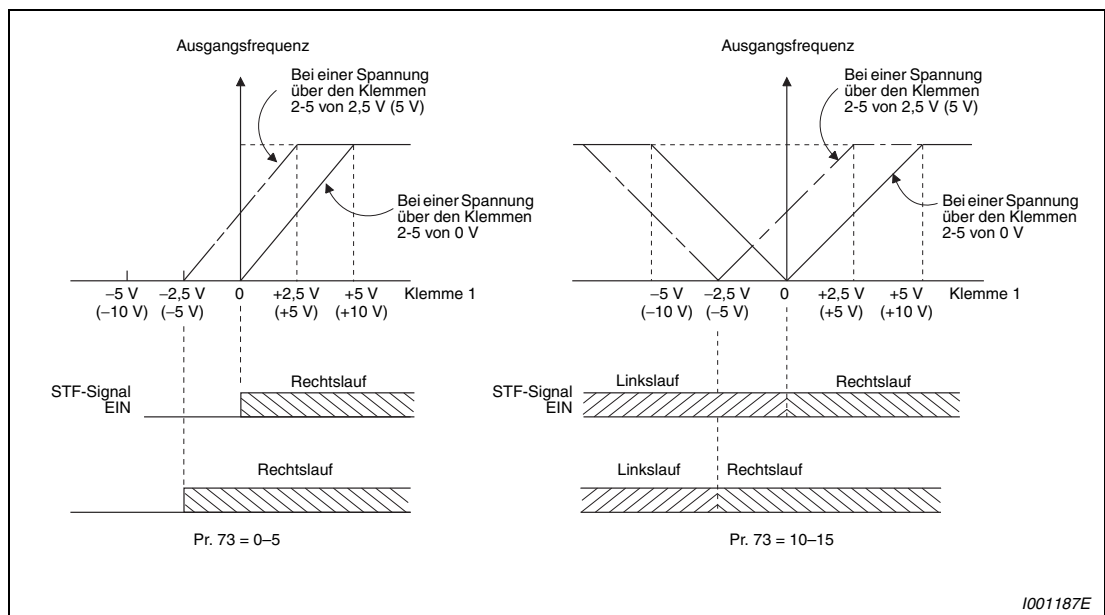 Ausgangsfrequenz
Bei einer Spannung
über den Klemmen
2-5 von 2,5 V (5 V)
Bei einer Spannung
über den Klemmen
2-5 von 0 V
–5 V –2,5 V 0 +2,5 V +5 V Klemme 1
(–10 V) (–5 V) (+5 V) (+10 V)
STF-Signal
EIN
Rechtslauf
Rechtslauf
Pr. 73 = 0–5
Ausgangsfrequenz
Bei einer Spannung
über den Klemmen
2-5 von 2,5 V (5 V)
Bei einer Spannung
über den Klemmen
2-5 von 0 V
–5 V –2,5 V 0 +2,5 V +5 V Klemme 1
(–10 V) (–5 V) (+5 V) (+10 V)
STF-Signal
EIN
Linkslauf Rechtslauf
Linkslauf Rechtslauf
Pr. 73 = 10–15
I001187E